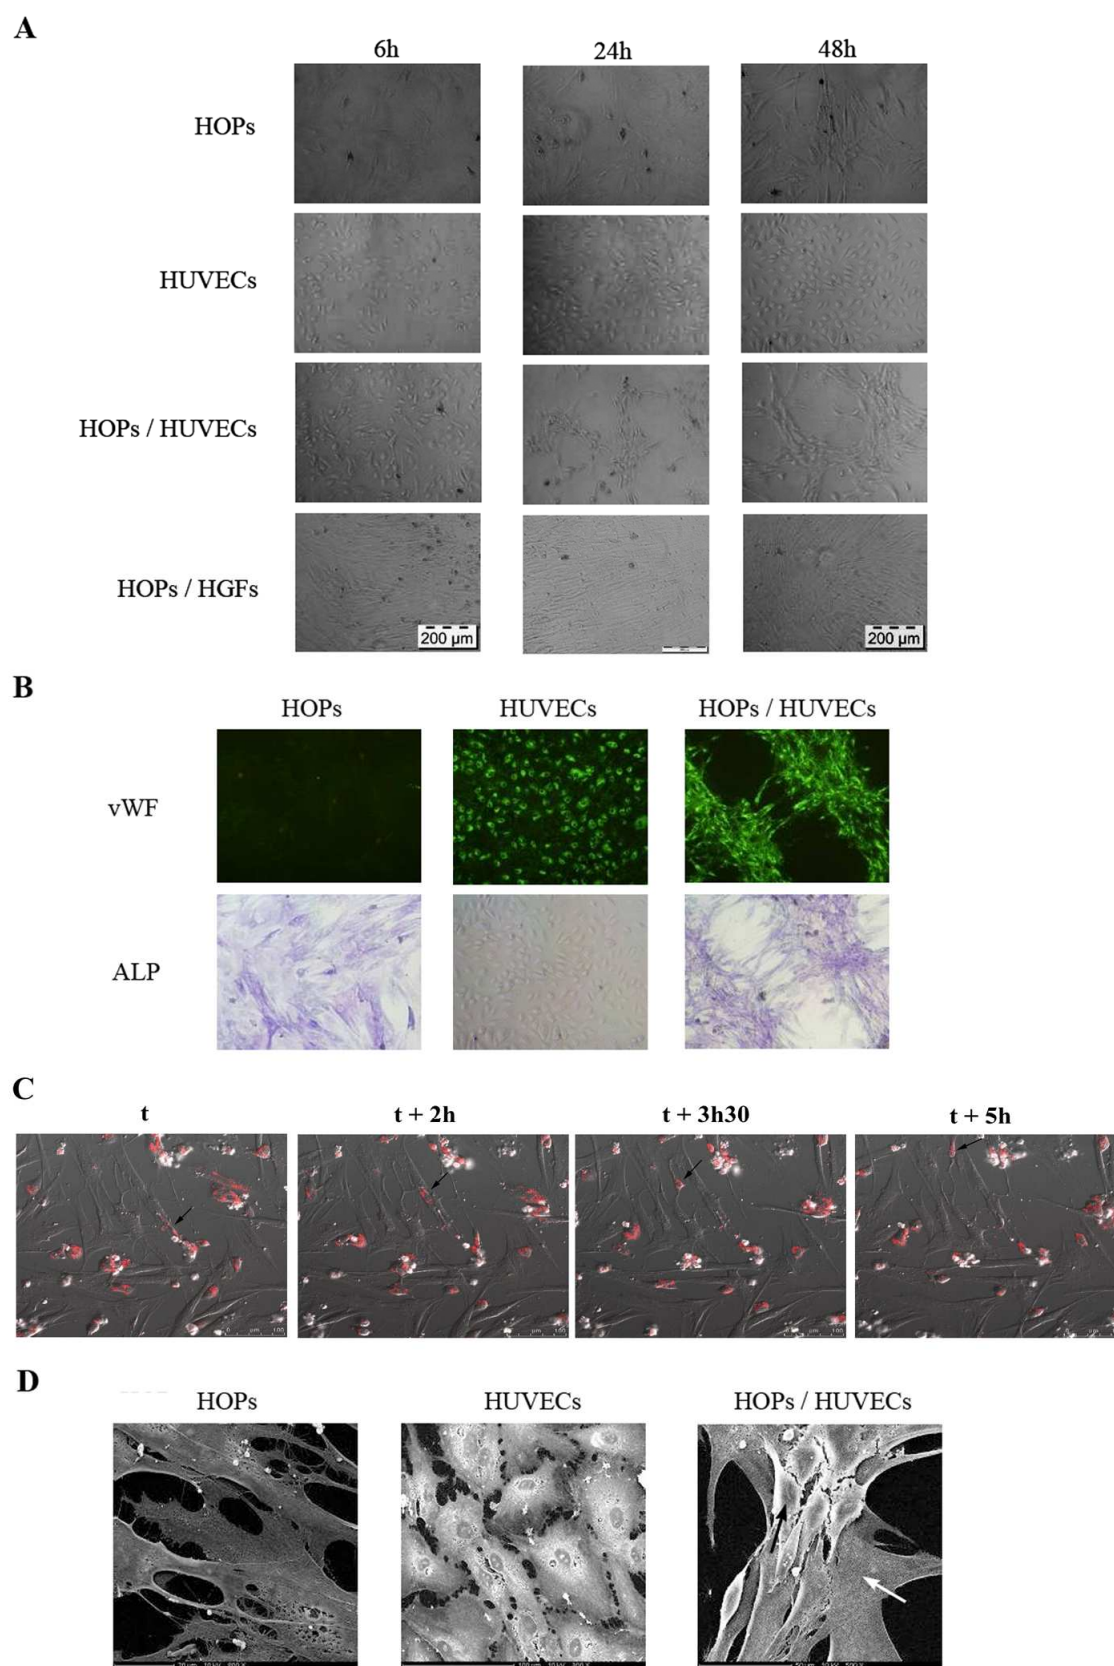 A
6h 24h 48h
HOPs
HUVECs
HOPs / HUVECs
HOPs / HGFs
200 µm 200 µm
B
HOPs HUVECs HOPs / HUVECs
vWF
ALP
C
t t + 2h t + 3h30 t + 5h
D
HOPs HUVECs HOPs / HUVECs